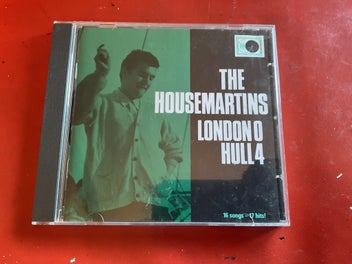 THE
HOUSEMARTINS
LONDON 0
HULL 4
16 songs - 17 hits!